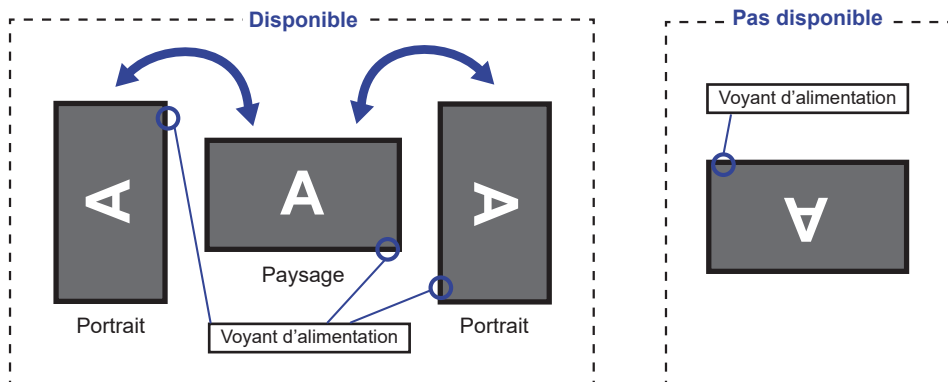 Disponible
A
A
A
Paysage
Portrait
Voyant d’alimentation
Portrait
Pas disponible
Voyant d’alimentation
A